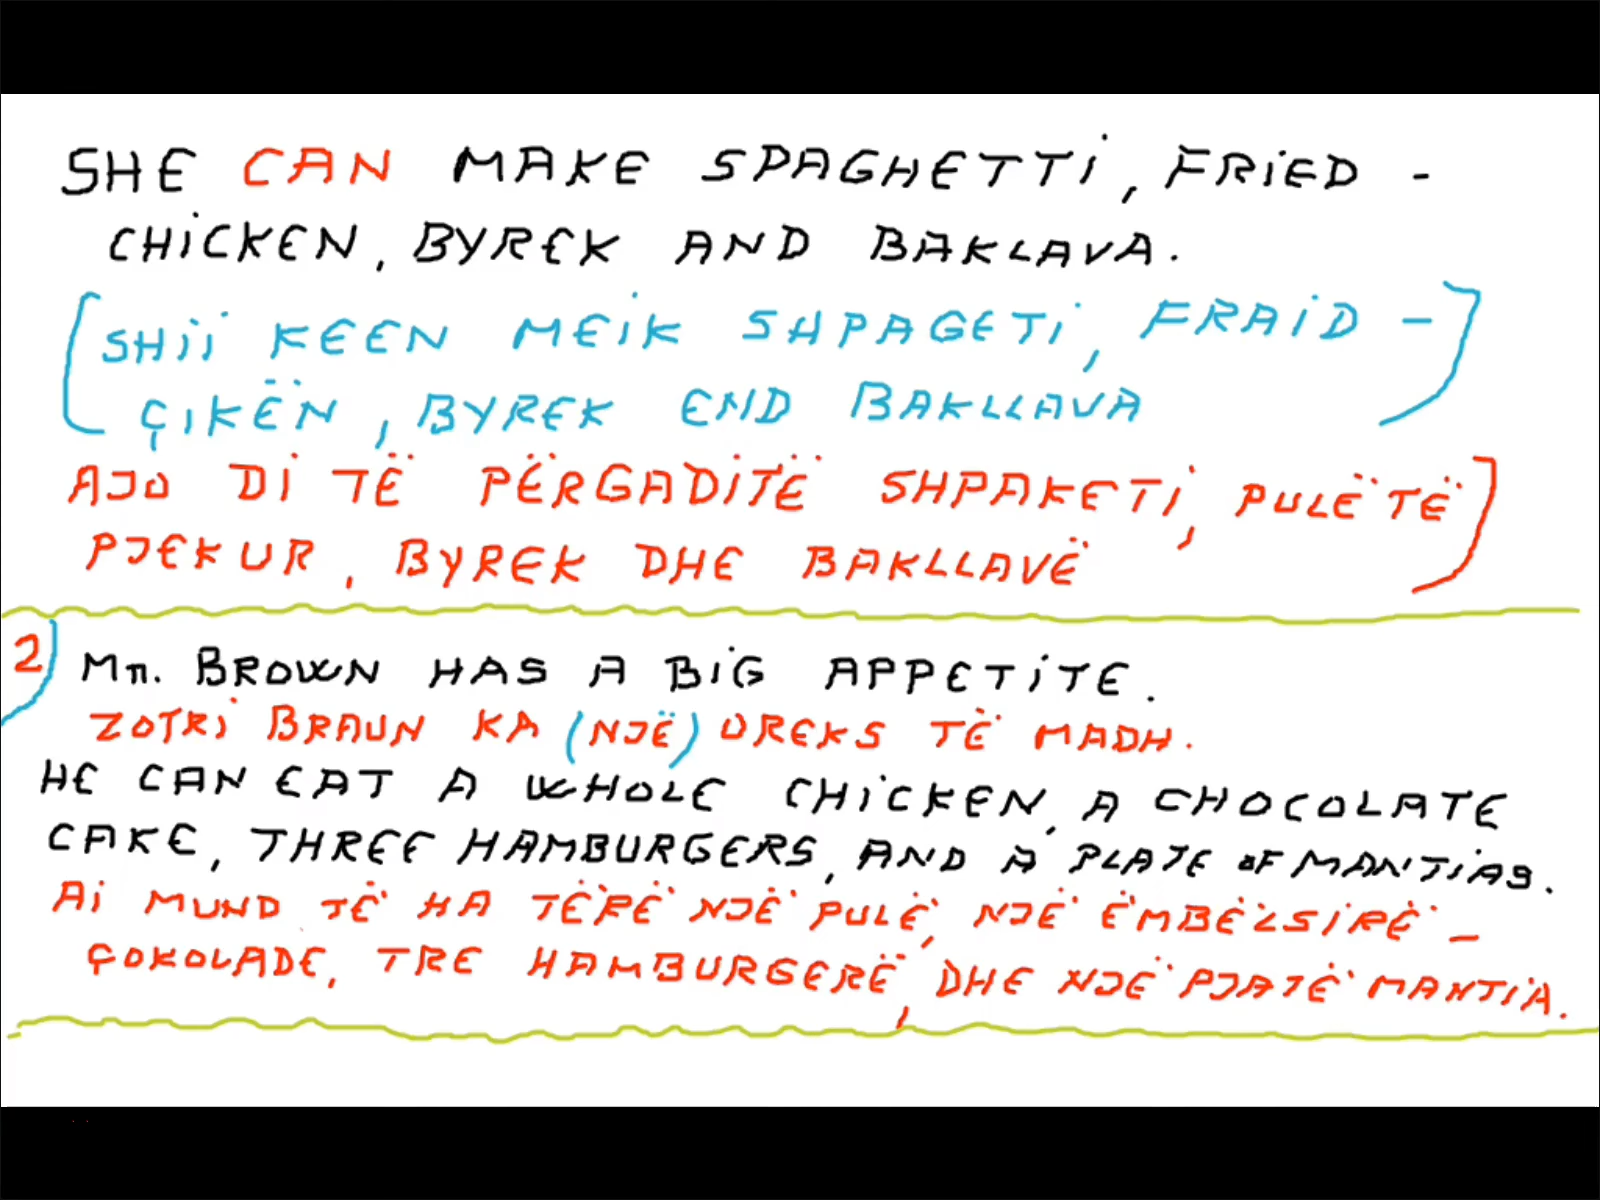 SHE CAN MAKE SPAGHETTI, FRIED -
CHICKEN, BYREK AND BAKLAVA.
[SHII KEEN MEIK SHPAGETI, FRAID -]
ÇIKËN, BYREK END BAKLLAVA
AJO DI TË PËRGADITË SHPAKETI, PULË TË]
PJEKUR, BYREK DHE BAKLLAVË
2) Mr. BROWN HAS A BIG APPETITE.
ZOTRI BRAUN KA (NJË) OREKS TË MADH.
HE CAN EAT A WHOLE CHICKEN, A CHOCOLATE
CAKE, THREE HAMBURGERS, AND A PLATE OF MANTIAS.
AI MUND TË HA TËRË NJË PULË, NJË ËMBËLSIRË -
ÇOKOLADE, TRE HAMBURGERË, DHE NJË PJATË MANTIA.